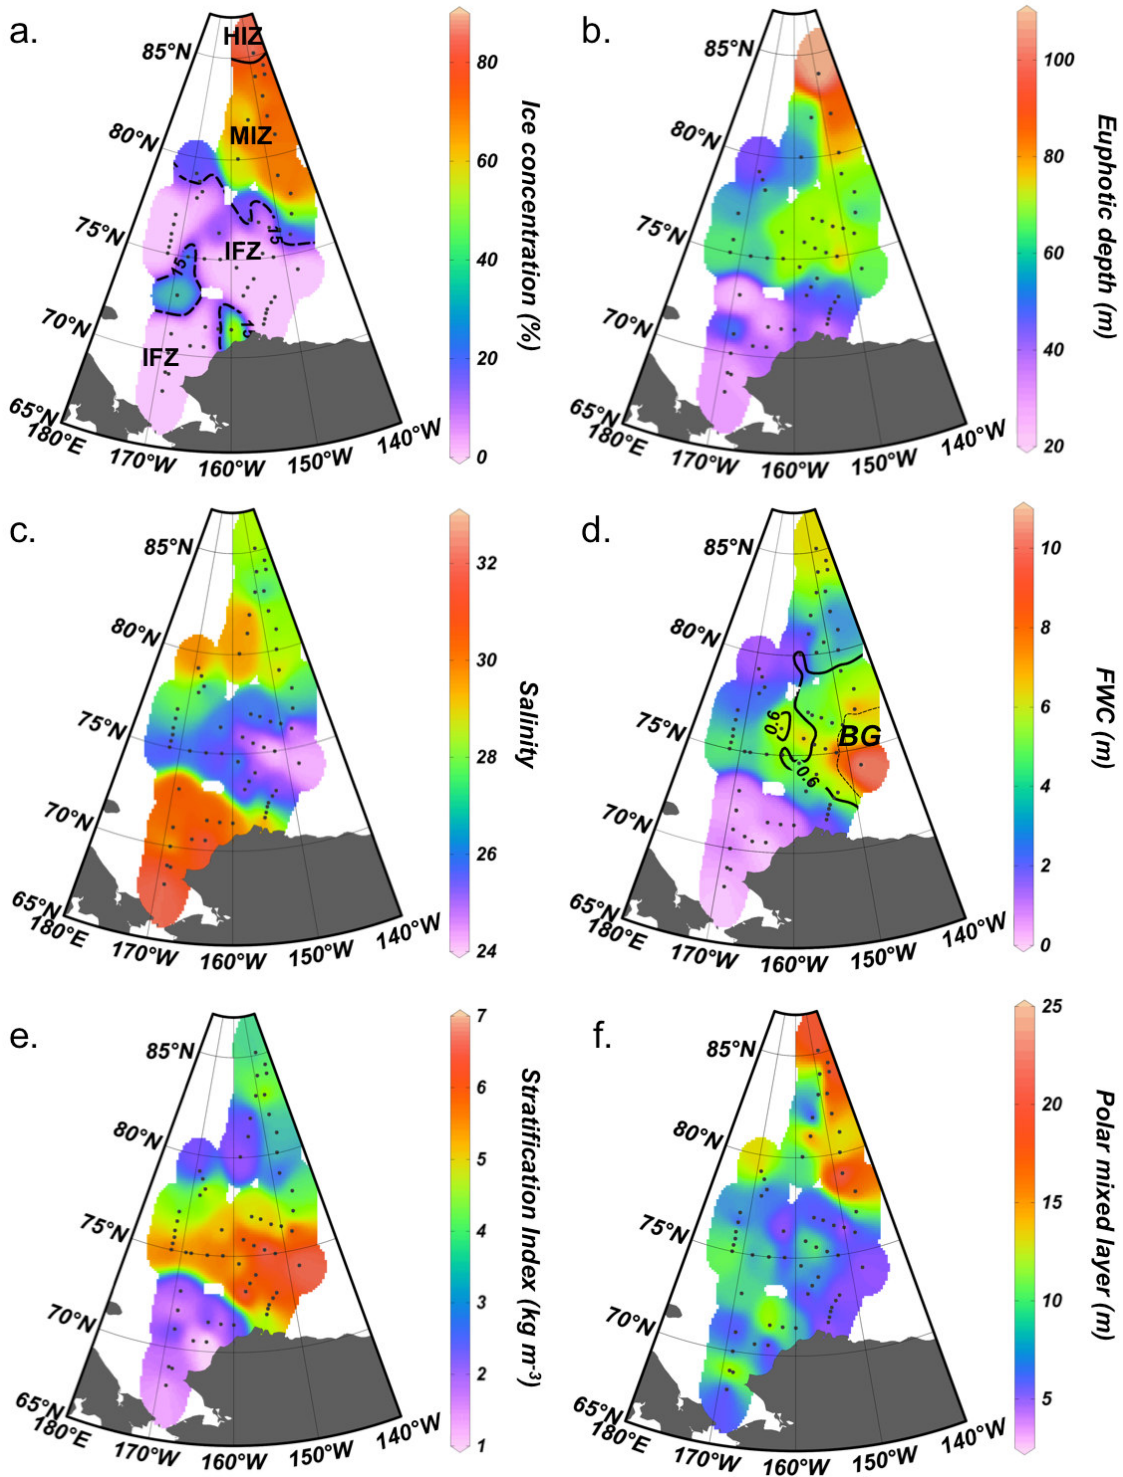 a.
HIZ
MIZ
IFZ
15
15
15
IFZ
85°N
80°N
75°N
70°N
65°N
180°E
170°W
160°W
150°W
140°W
80
60
40
20
0
Ice concentration (%)
b.
85°N
80°N
75°N
70°N
65°N
180°E
170°W
160°W
150°W
140°W
100
80
60
40
20
Euphotic depth (m)
c.
85°N
80°N
75°N
70°N
65°N
180°E
170°W
160°W
150°W
140°W
32
30
28
26
24
Salinity
d.
BG
0.6
0.6
85°N
80°N
75°N
70°N
65°N
180°E
170°W
160°W
150°W
140°W
10
8
6
4
2
0
FWC (m)
e.
85°N
80°N
75°N
70°N
65°N
180°E
170°W
160°W
150°W
140°W
7
6
5
4
3
2
1
Stratification Index (kg m-3)
f.
85°N
80°N
75°N
70°N
65°N
180°E
170°W
160°W
150°W
140°W
25
20
15
10
5
Polar mixed layer (m)